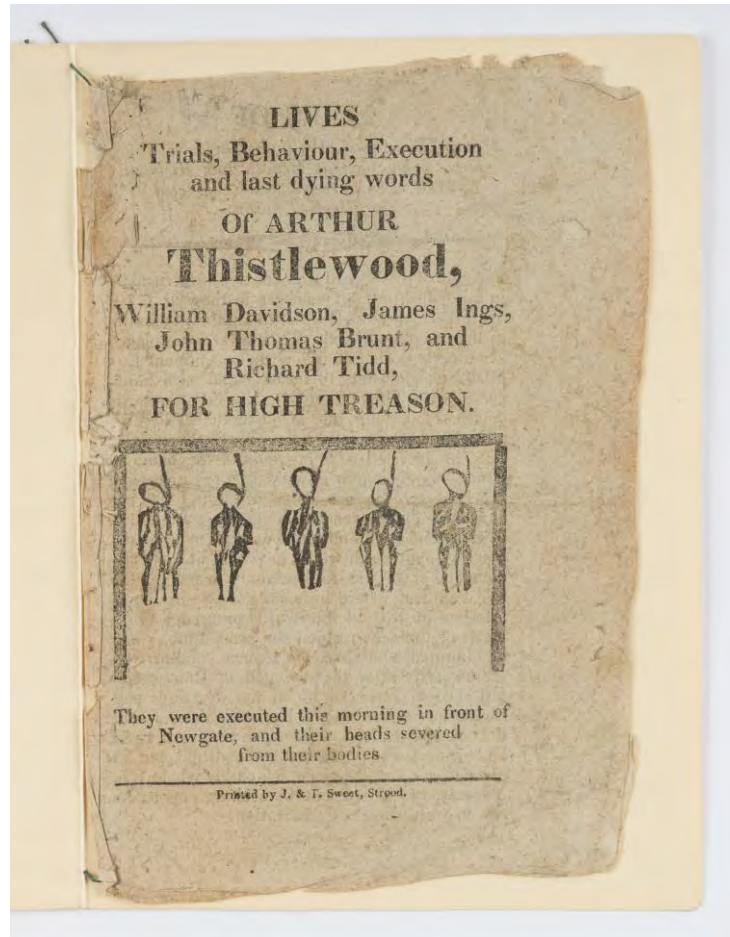 LIVES
Trials, Behaviour, Execution
and last dying words
Of ARTHUR
Thistlewood,
William Davidson, James Ings,
John Thomas Brunt, and
Richard Tidd,
FOR HIGH TREASON.
They were executed this morning in front of
Newgate, and their heads severed
from their bodies
Printed by J. & T. Sweet, Strood.